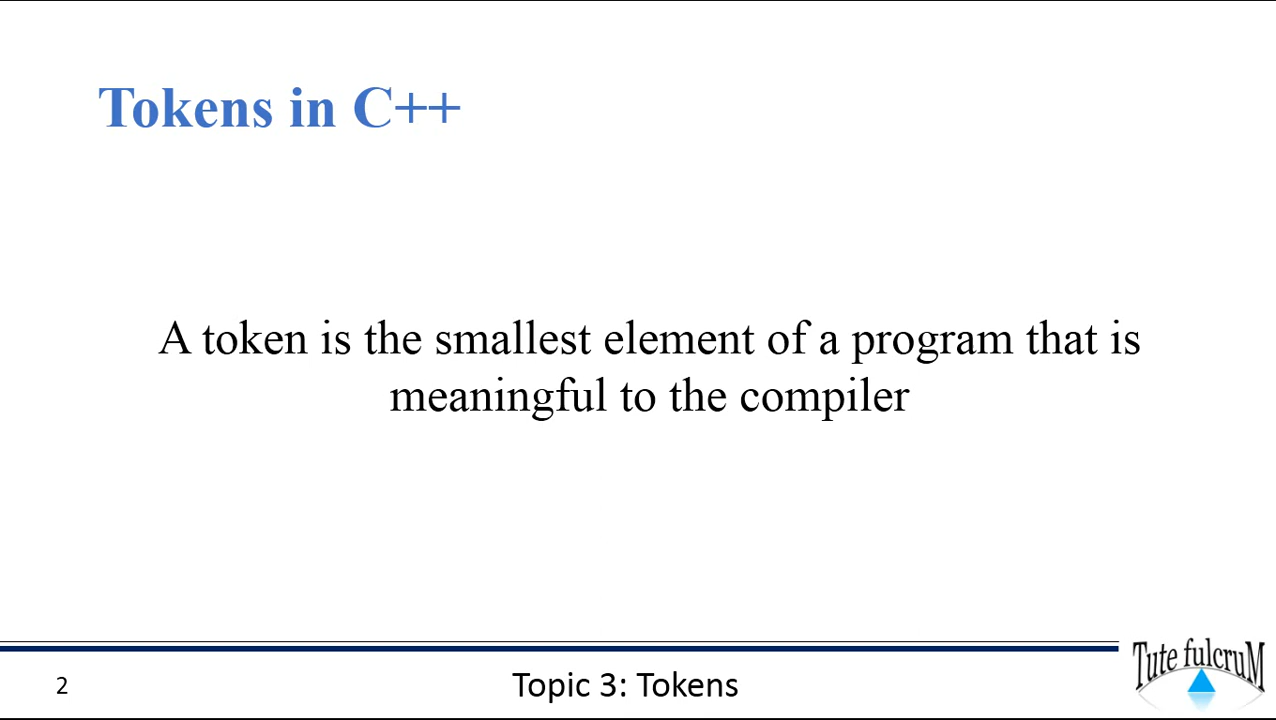 Tokens in C++
A token is the smallest element of a program that is
meaningful to the compiler
2
Topic 3: Tokens
Tute fulcruM